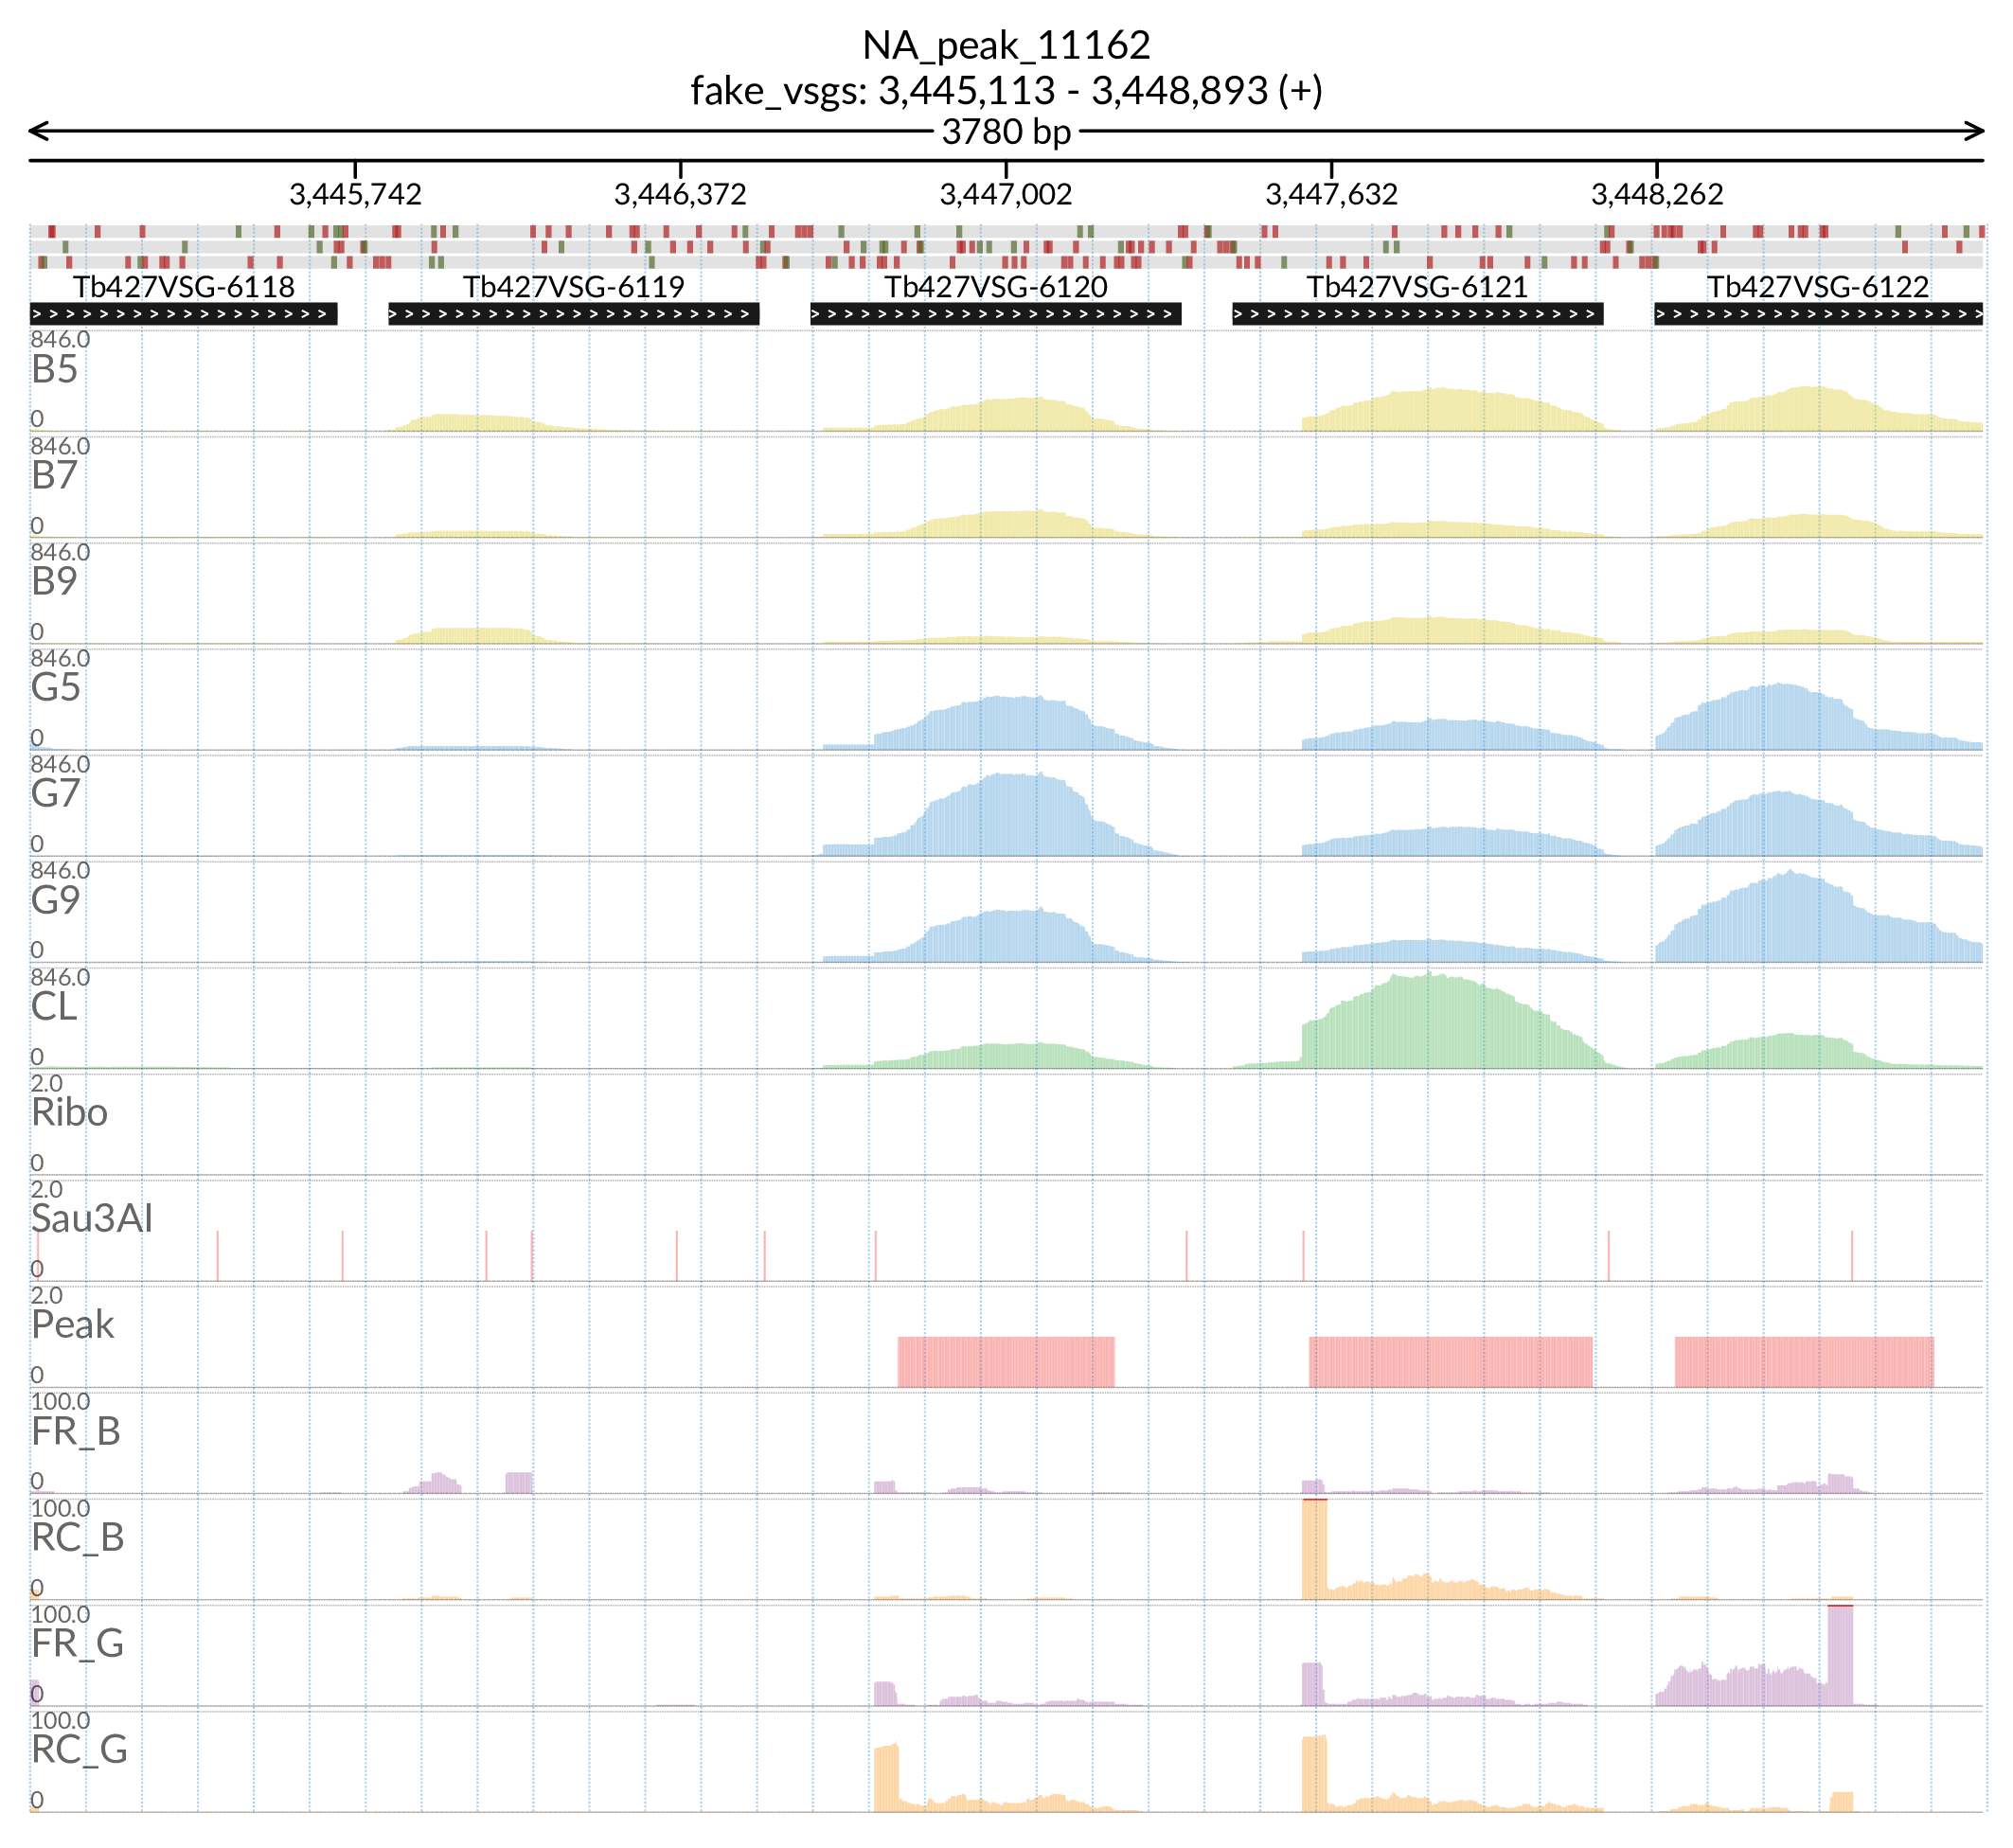 NA_peak_11162
fake_vsgs: 3,445,113 - 3,448,893 (+)
3780 bp
3,445,742 3,446,372 3,447,002 3,447,632 3,448,262
Tb427VSG-6118 Tb427VSG-6119 Tb427VSG-6120 Tb427VSG-6121 Tb427VSG-6122
846.0
B5
0
846.0
B7
0
846.0
B9
0
846.0
G5
0
846.0
G7
0
846.0
G9
0
846.0
CL
0
2.0
Ribo
0
2.0
Sau3AI
0
2.0
Peak
0
100.0
FR_B
0
100.0
RC_B
0
100.0
FR_G
0
100.0
RC_G
0